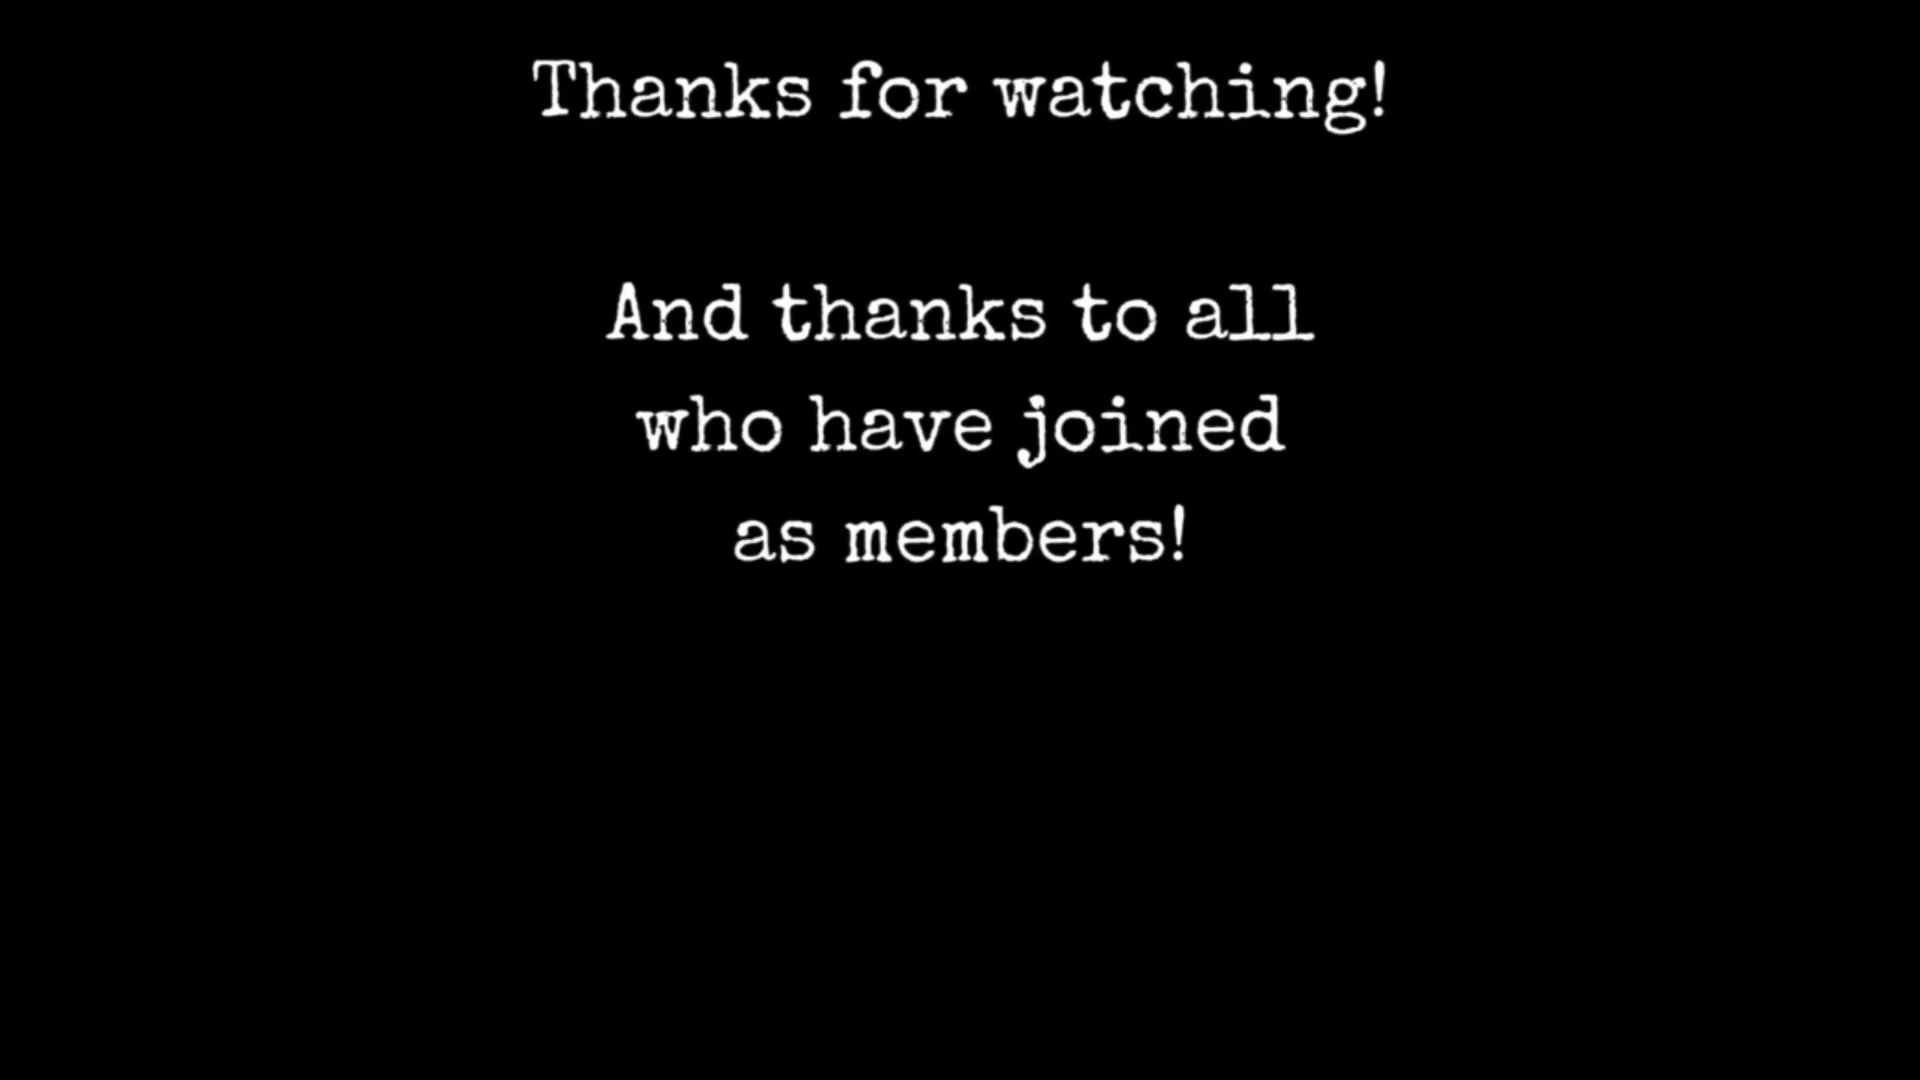 Thanks for watching!
And thanks to all
who have joined
as members!